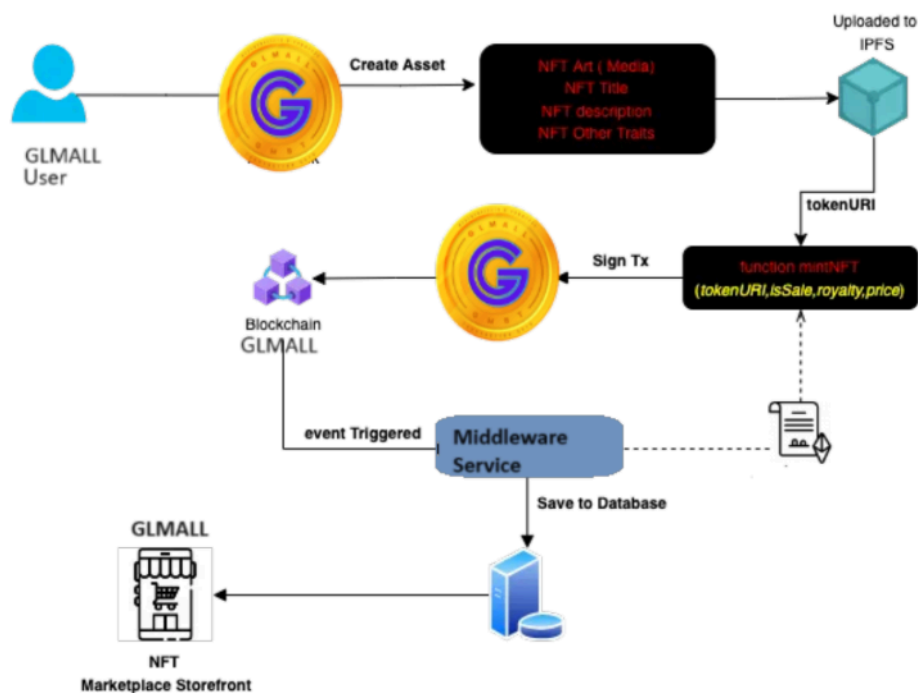 Uploaded to
IPFS
Create Asset
GLMALL
GLMALL
User
NFT Art ( Media)
NFT Title
NFT description
NFT Other Traits
tokenURI
function mintNFT
(tokenURI,isSale,royalty,price)
Sign Tx
GLMALL
Blockchain
GLMALL
event Triggered
Middleware
Service
Save to Database
GLMALL
NFT
Marketplace Storefront